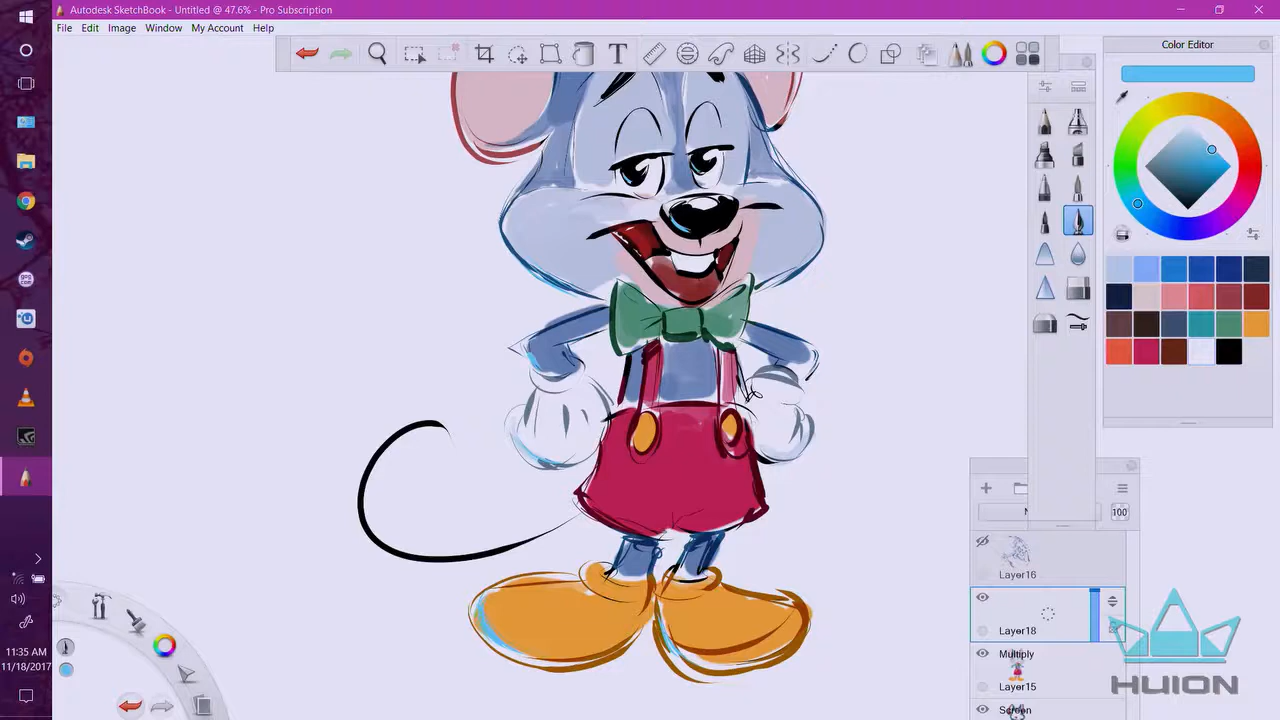 Autodesk SketchBook - Untitled @ 47.6% - Pro Subscription
File Edit Image Window My Account Help
T
Color Editor
100
Layer16
Layer18
Multiply
Layer15
Screen
11:35 AM
11/18/2017
HUION